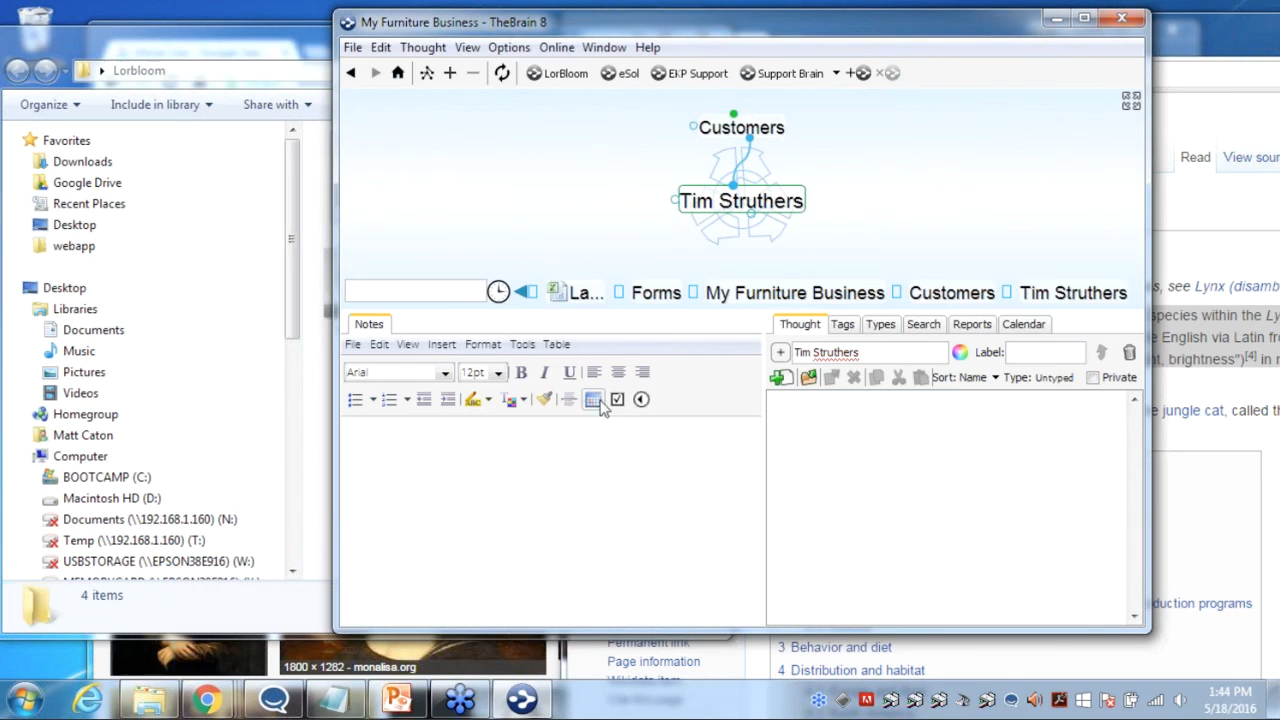 My Furniture Business - TheBrain 8
File Edit Thought View Options Online Window Help
LorBloom eSol EKP Support Support Brain
Customers
Tim Struthers
La... Forms My Furniture Business Customers Tim Struthers
Notes
File Edit View Insert Format Tools Table
Arial 12pt B I U
Thought Tags Types Search Reports Calendar
Tim Struthers Label:
Sort: Name Type: Untyped Private
Lorbloom
Organize Include in library Share with
Favorites
Downloads
Google Drive
Recent Places
Desktop
webapp
Desktop
Libraries
Documents
Music
Pictures
Videos
Homegroup
Matt Caton
Computer
BOOTCAMP (C:)
Macintosh HD (D:)
Documents (\\192.168.1.160) (N:)
Temp (\\192.168.1.160) (T:)
USBSTORAGE (\\EPSON38E916) (W:)
4 items
Read View sour
s, see Lynx (disamb
species within the Ly
e English via Latin fr
ht, brightness")[4] in r
e jungle cat, called th
duction programs
3 Behavior and diet
4 Distribution and habitat
1800 × 1282 - monalisa.org
Permanent link
Page information
1:44 PM
5/18/2016